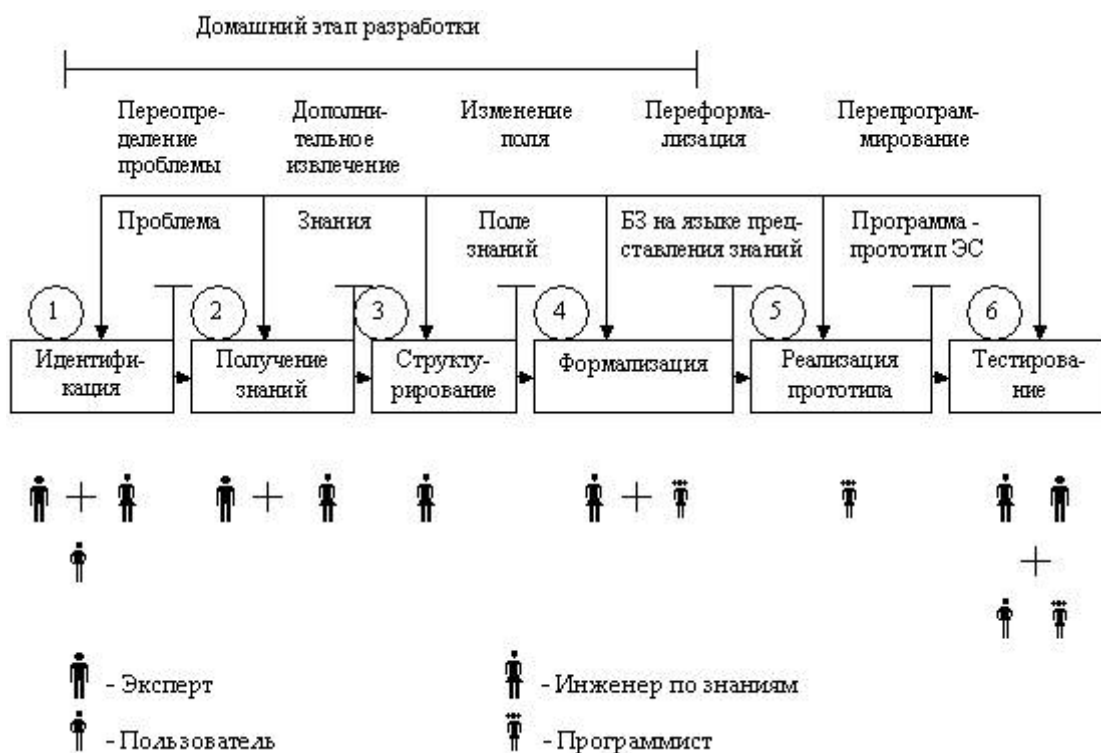 Домашний этап разработки
Переопре-
деление
проблемы
Дополни-
тельное
извлечение
Изменение
поля
Переформа-
лизация
Перепрограм-
мирование
Проблема
Знания
Поле
знаний
БЗ на языке пред-
ставления знаний
Программа -
прототип ЭС
1
2
3
4
5
6
Идентифи-
кация
Получение
знаний
Структу-
рирование
Формализация
Реализация
прототипа
Тестирова-
ние
- Эксперт
- Инженер по знаниям
- Пользователь
- Программист